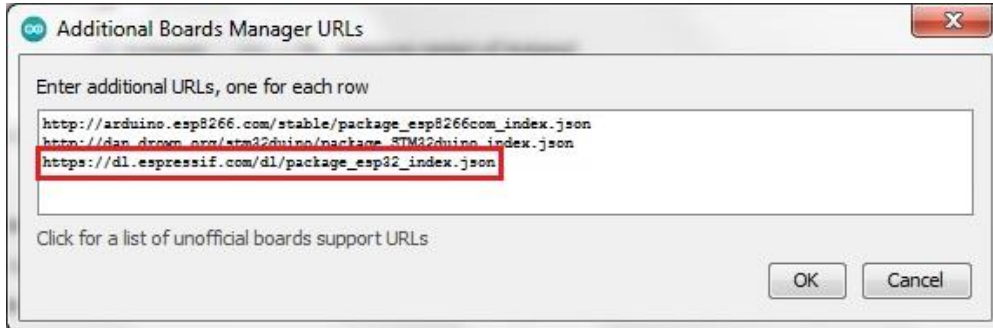 Additional Boards Manager URLs
Enter additional URLs, one for each row
http://arduino.esp8266.com/stable/package_esp8266com_index.json
http://dan.drown.org/stm32duino/package_STM32duino_index.json
https://dl.espressif.com/dl/package_esp32_index.json
Click for a list of unofficial boards support URLs
OK Cancel